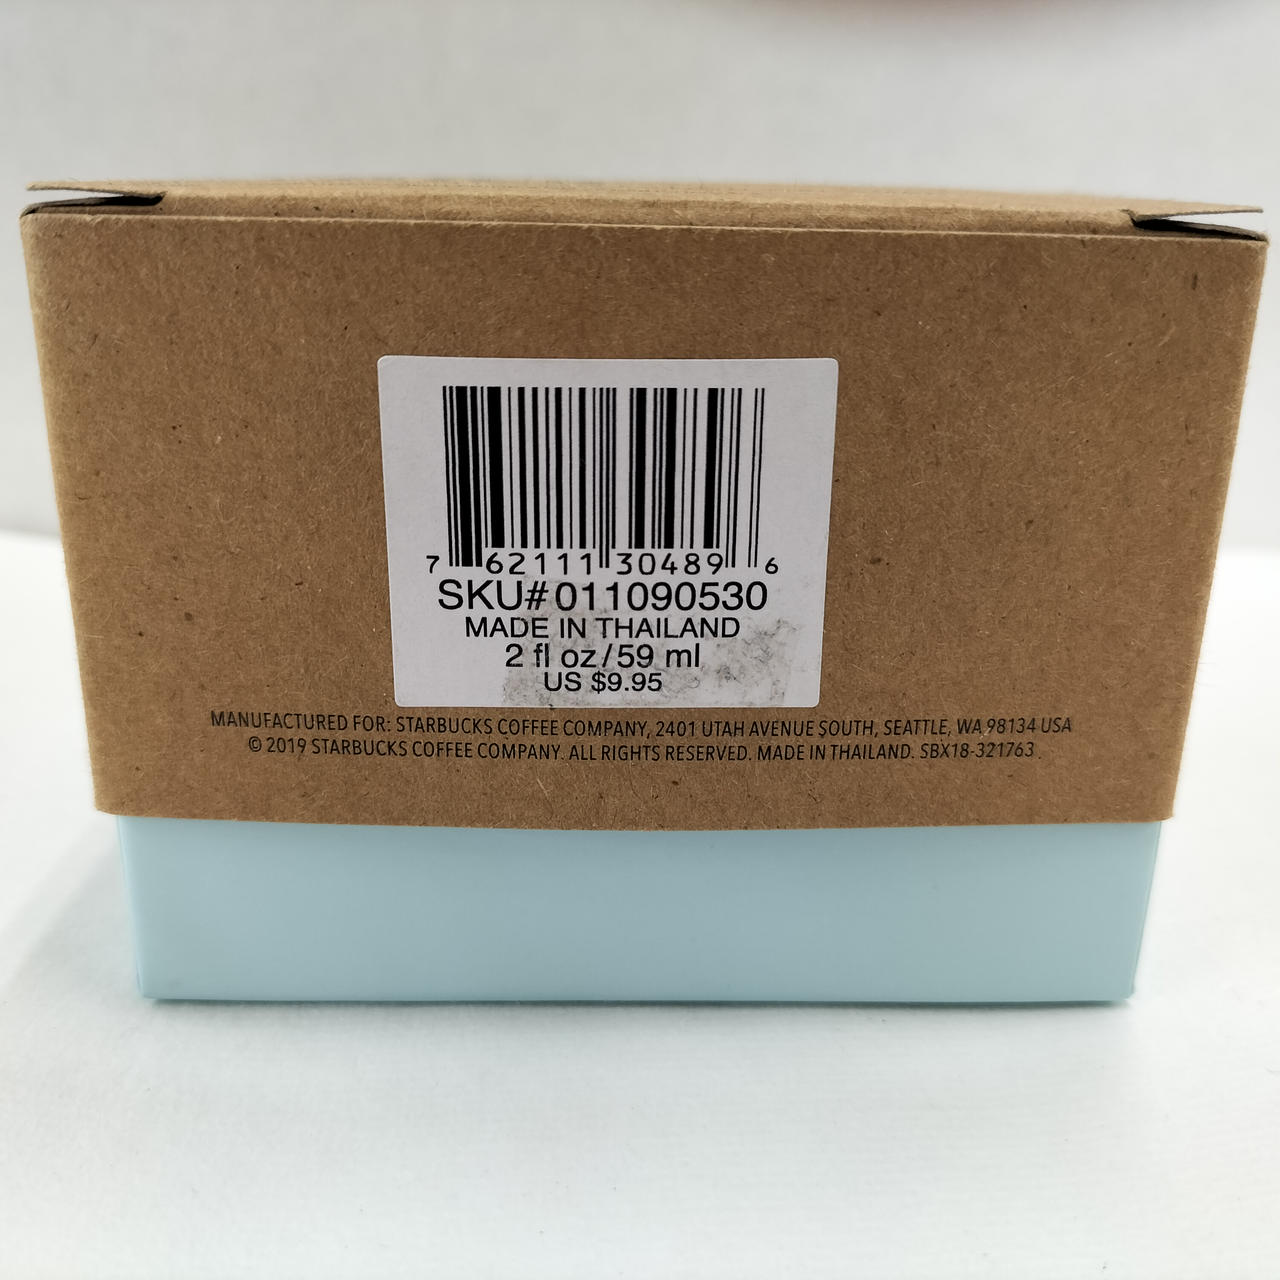 7 62111 30489 6
SKU#011090530
MADE IN THAILAND
2 fl oz/59 ml
US $9.95
MANUFACTURED FOR: STARBUCKS COFFEE COMPANY, 2401 UTAH AVENUE SOUTH, SEATTLE, WA 98134 USA
© 2019 STARBUCKS COFFEE COMPANY. ALL RIGHTS RESERVED. MADE IN THAILAND. SBX18-321763